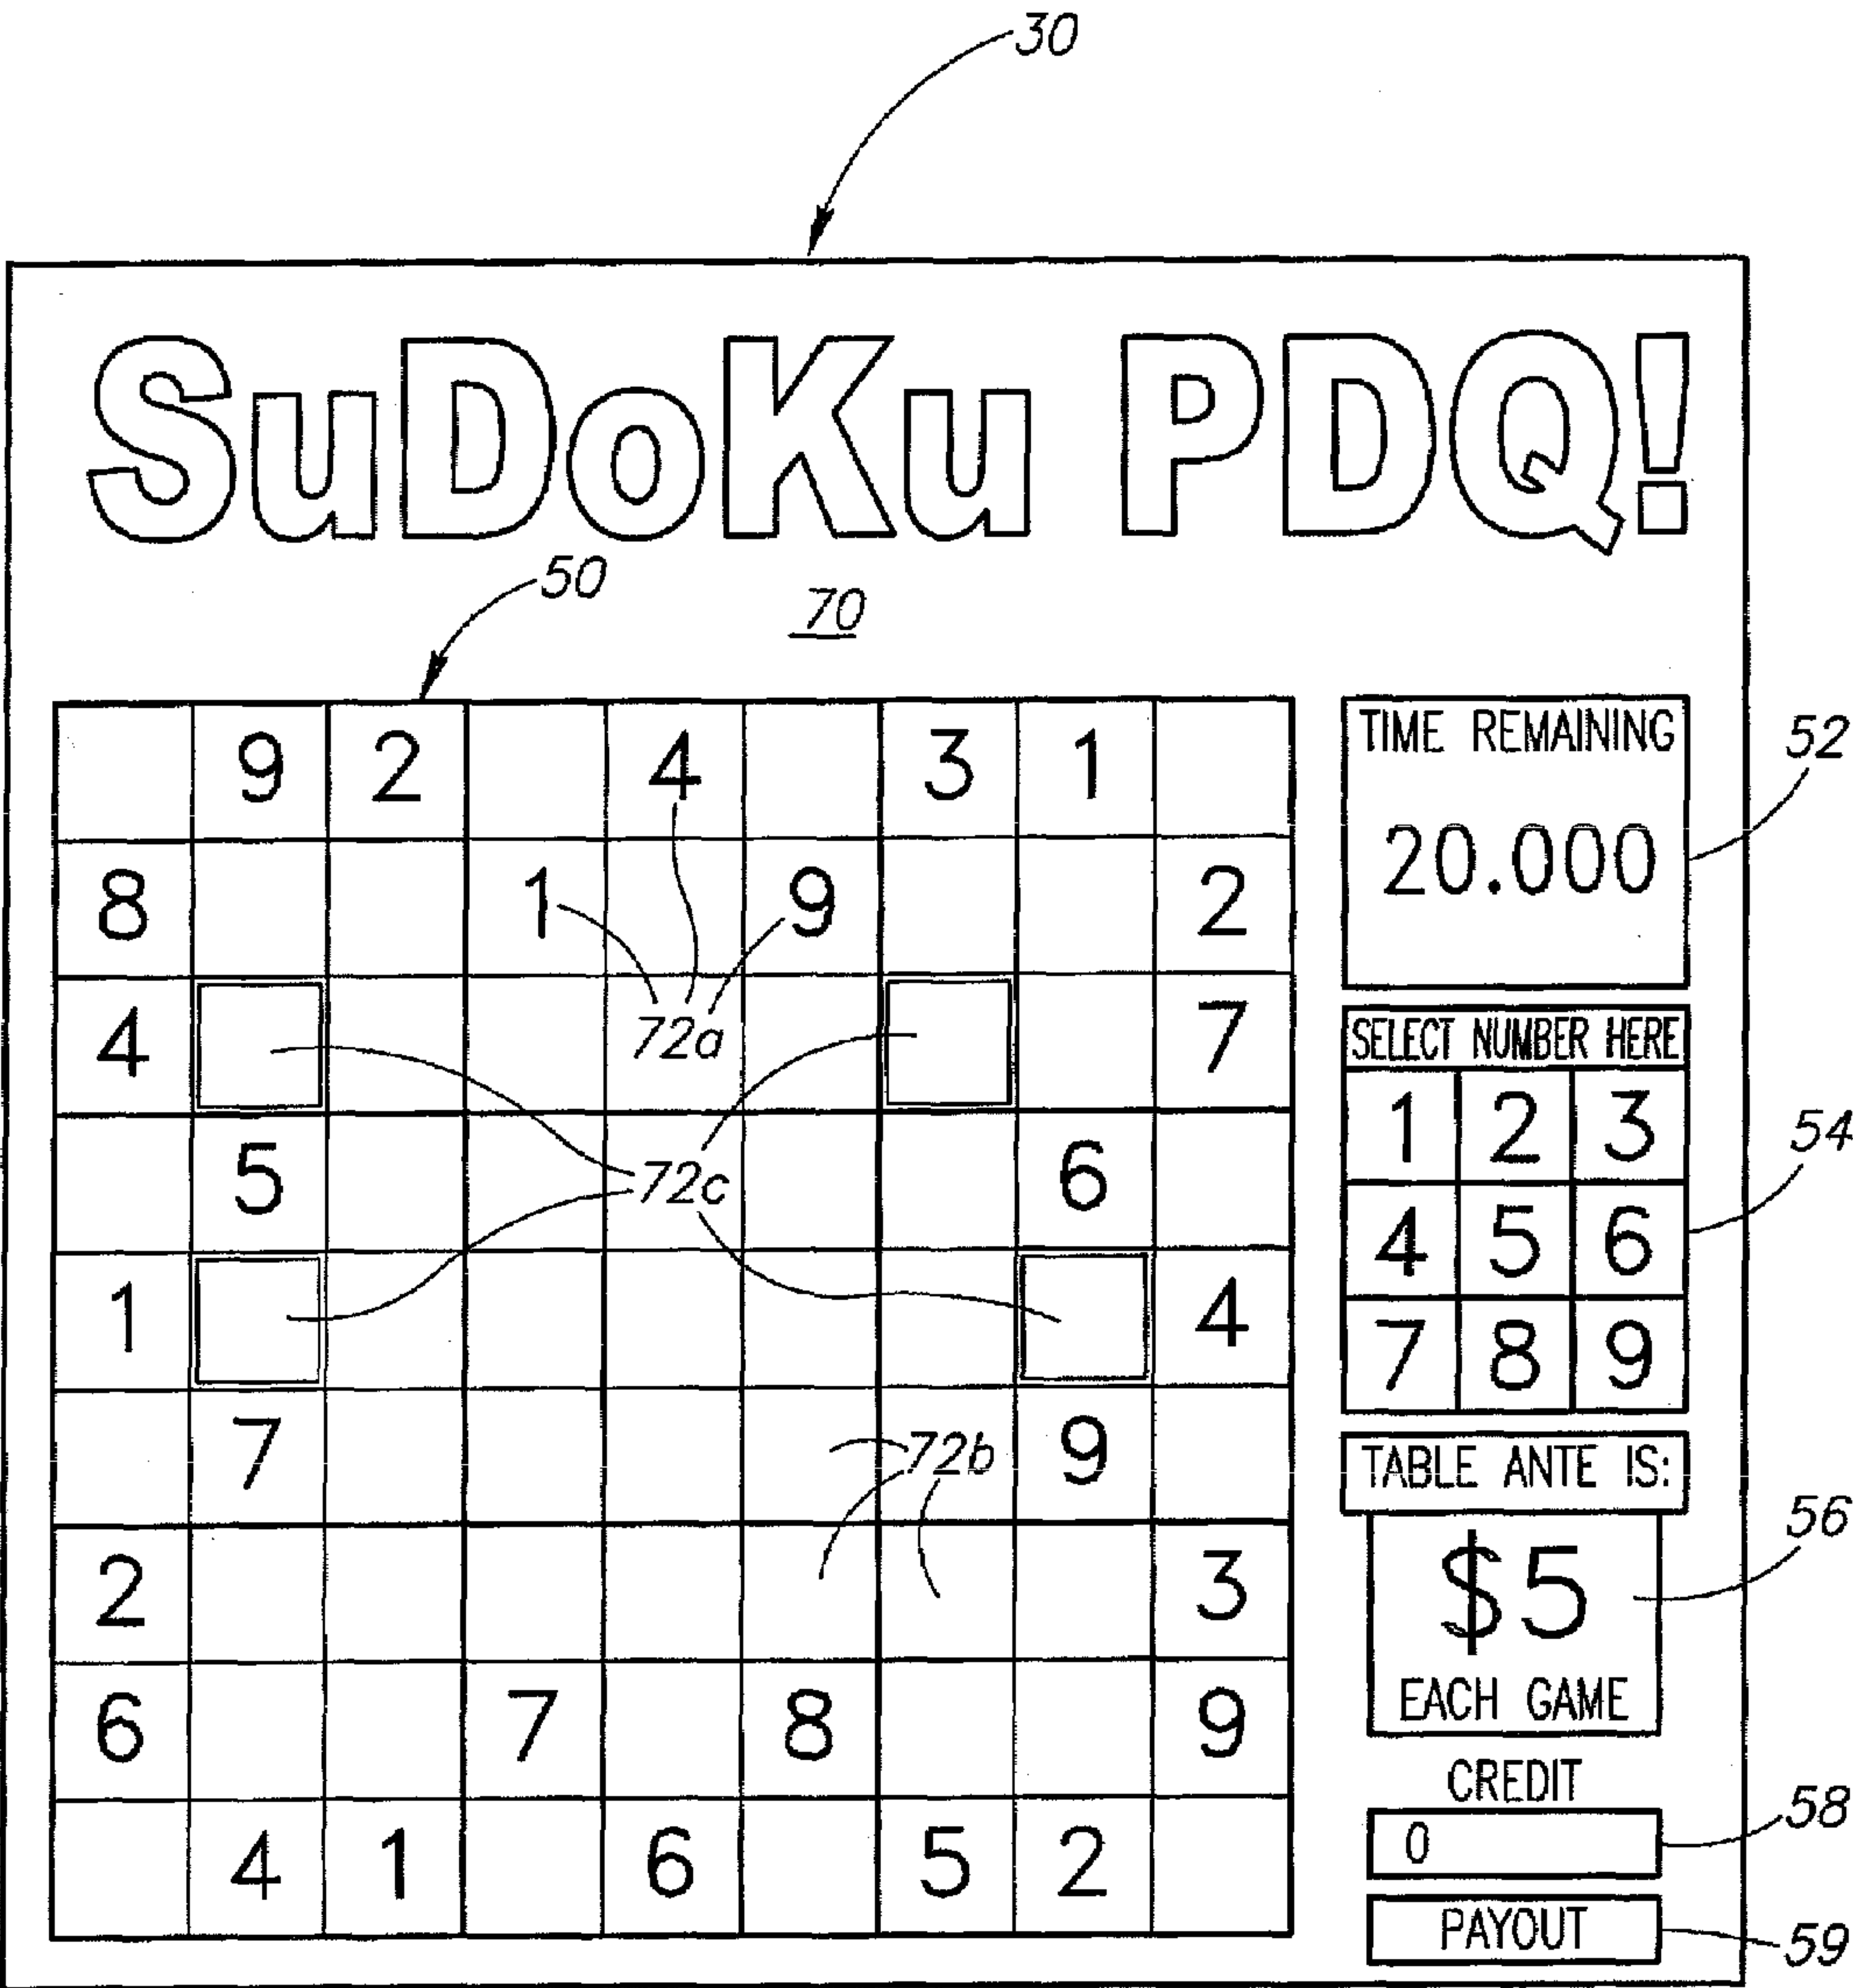 30
SuDoKu PDQ!
50
70
9 2 4 3 1
8 1 9 2
4 7
72a
5 6
72c
1 4
7 9
72b
2 3
6 7 8 9
4 1 6 5 2
TIME REMAINING
20.000
52
SELECT NUMBER HERE
1 2 3
4 5 6
7 8 9
54
TABLE ANTE IS:
$5
EACH GAME
56
CREDIT
0
58
PAYOUT
59